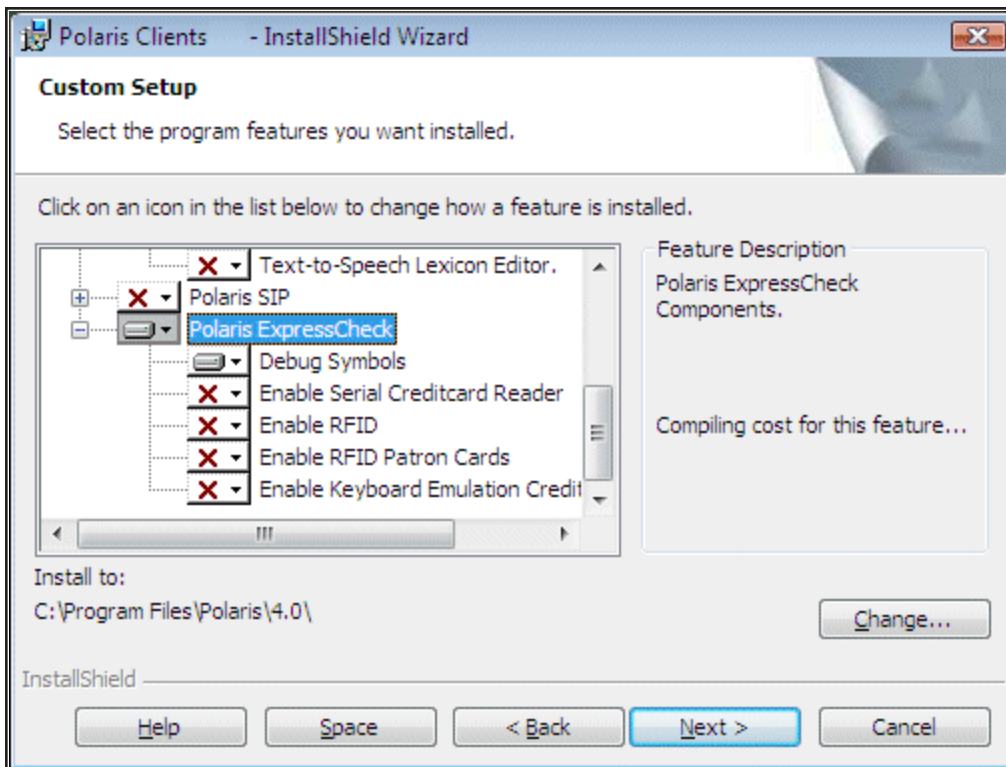 Polaris Clients - InstallShield Wizard
Custom Setup
Select the program features you want installed.
Click on an icon in the list below to change how a feature is installed.
Text-to-Speech Lexicon Editor.
Polaris SIP
Polaris ExpressCheck
Debug Symbols
Enable Serial Creditcard Reader
Enable RFID
Enable RFID Patron Cards
Enable Keyboard Emulation Credit
Feature Description
Polaris ExpressCheck
Components.
Compiling cost for this feature...
Install to:
C:\Program Files\Polaris\4.0\
Change...
InstallShield
Help
Space
< Back
Next >
Cancel